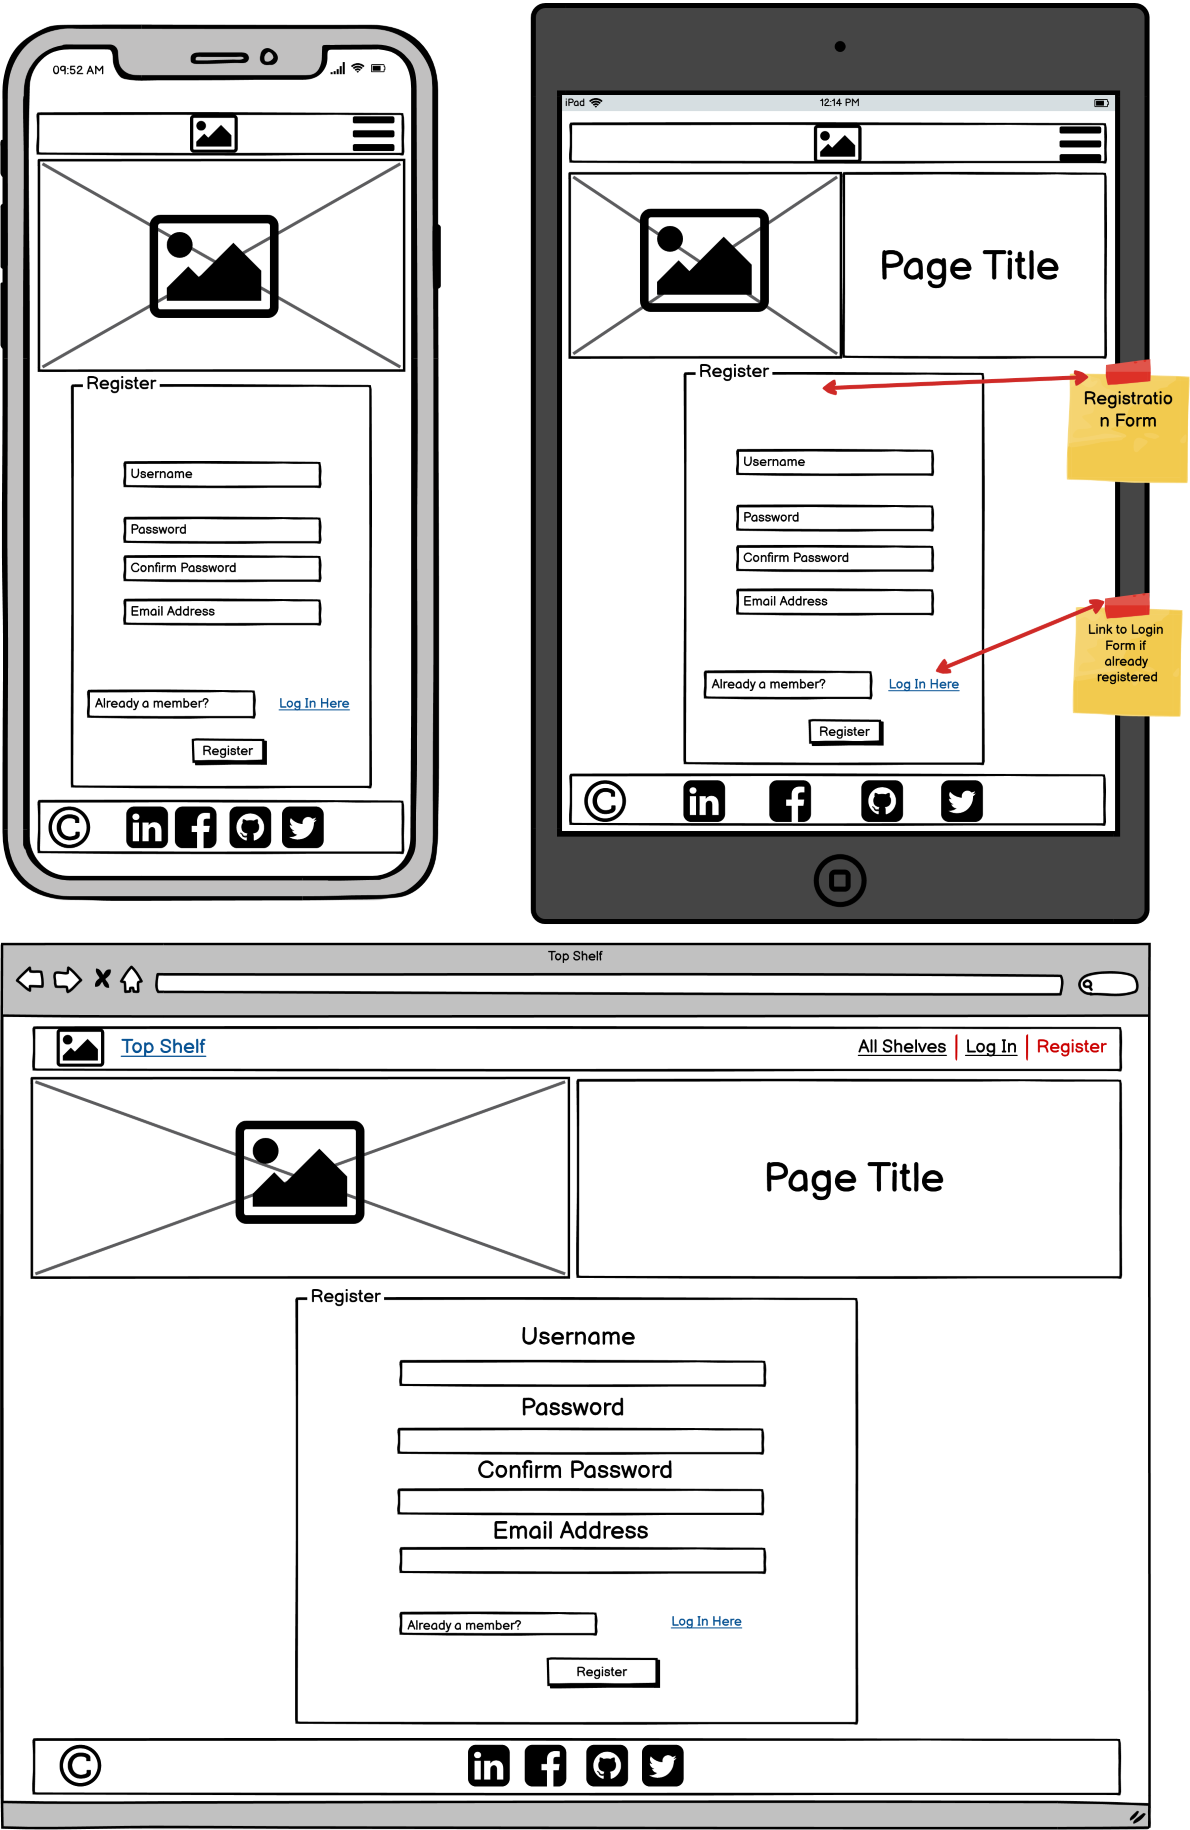 09:52 AM
Register
Username
Password
Confirm Password
Email Address
Already a member?
Log In Here
Register
©
in
f
iPad
12:14 PM
Page Title
Register
Username
Password
Confirm Password
Email Address
Already a member?
Log In Here
Register
©
in
f
Registratio
n Form
Link to Login
Form if
already
registered
Top Shelf
Top Shelf
All Shelves
Log In
Register
Page Title
Register
Username
Password
Confirm Password
Email Address
Already a member?
Log In Here
Register
©
in
f